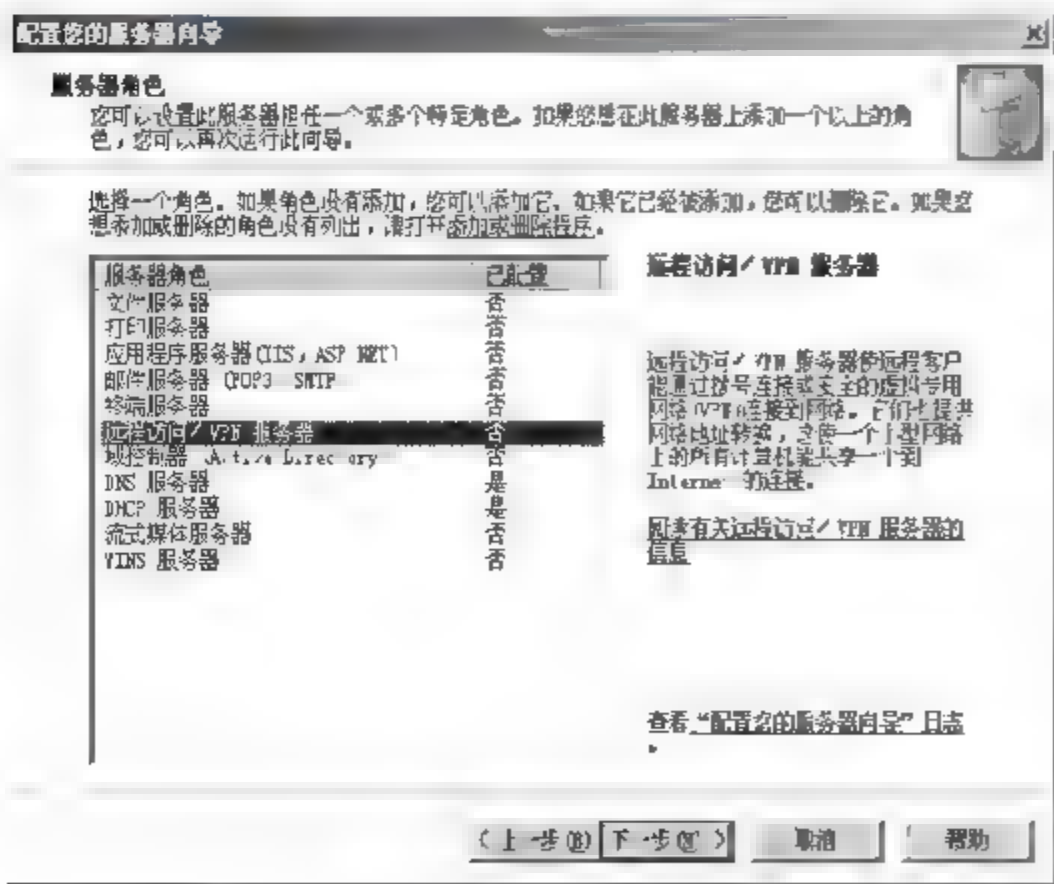 配置您的服务器向导
服务器角色
您可以设置此服务器担任一个或多个特定角色。如果您想在此服务器上添加一个以上的角
色，您可以再次运行此向导。
选择一个角色。如果角色没有添加，您可以添加它。如果它已经被添加，您可以删除它。如果您
想添加或删除的角色没有列出，请打开添加或删除程序。
服务器角色 已配置
文件服务器 否
打印服务器 否
应用程序服务器(IIS，ASP.NET) 否
邮件服务器 (POP3 SMTP 否
终端服务器 否
远程访问/VPN 服务器 否
域控制器 (Active Directory 否
DNS 服务器 是
DHCP 服务器 是
流式媒体服务器 否
WINS 服务器 否
远程访问/VPN 服务器
远程访问/VPN 服务器使远程客户
能通过拨号连接或安全的虚拟专用
网络(VPN)连接到网络。它们也提供
网络地址转换，这使一个小型网络
上的所有计算机能共享一个到
Internet 的连接。
阅读有关远程访问/VPN 服务器的
信息
查看“配置您的服务器向导”日志
。
<上一步(B) 下一步(N) > 取消 帮助